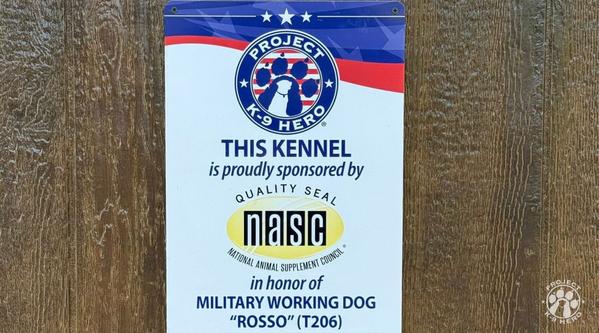 PROJECT
K-9 HERO®
THIS KENNEL
is proudly sponsored by
QUALITY SEAL
nasc
NATIONAL ANIMAL SUPPLEMENT COUNCIL®
in honor of
MILITARY WORKING DOG
"ROSSO" (T206)
PROJECT
K-9 HERO